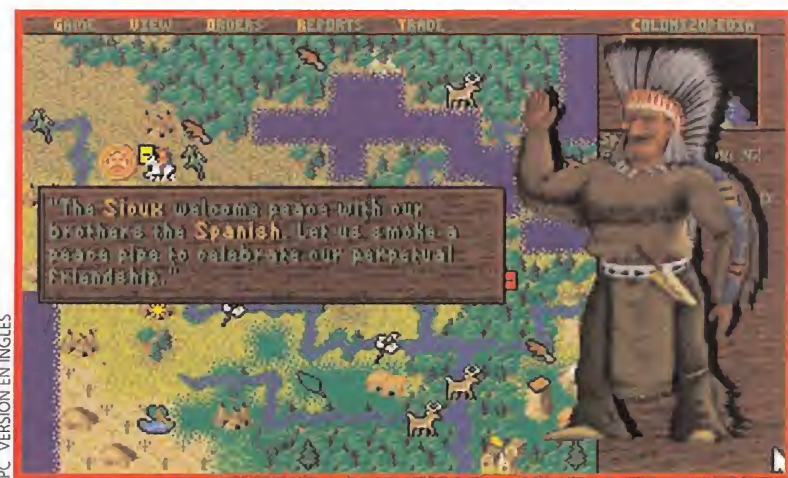 GAME VIEW ORDERS REPORTS TRADE COLONIZOPEDIA
"The Sioux welcome peace with our
brothers the Spanish. Let us smoke a
peace pipe to celebrate our perpetual
friendship."
PC VERSION EN INGLES